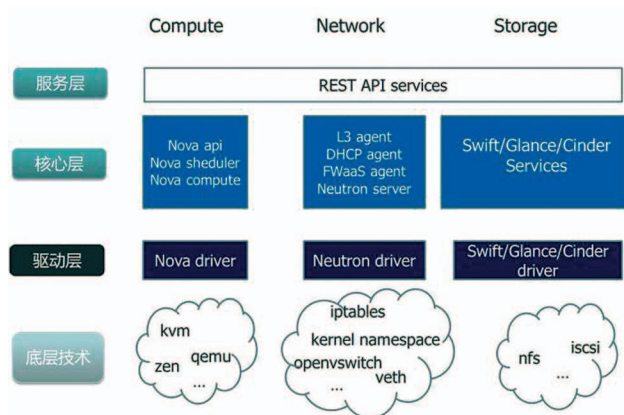 Compute Network Storage
服务层 REST API services
核心层
Nova api
Nova sheduler
Nova compute
L3 agent
DHCP agent
FWaaS agent
Neutron server
Swift/Glance/Cinder
Services
驱动层 Nova driver Neutron driver Swift/Glance/Cinder
driver
底层技术
kvm
zen qemu
...
iptables
kernel namespace
openvswitch
... veth
nfs iscsi
...